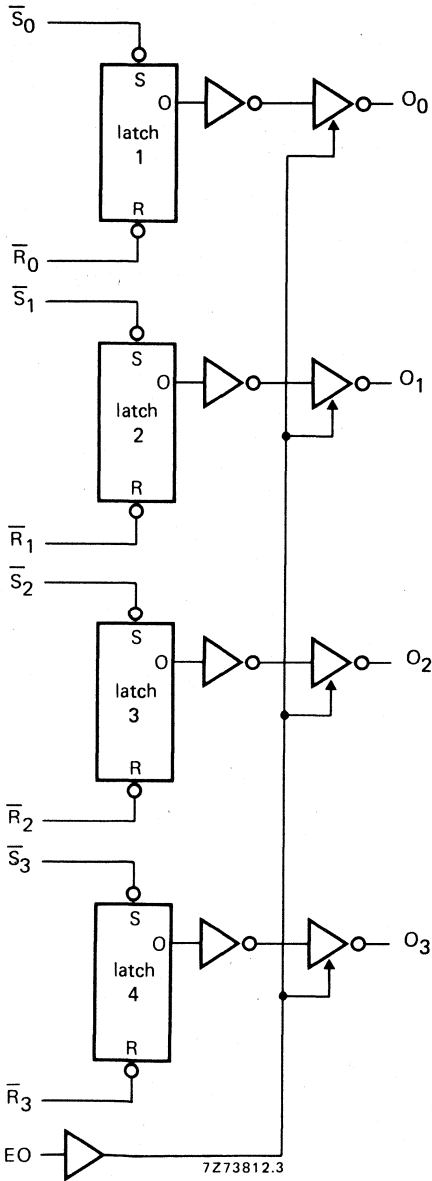 S̅0
S
O
latch
1
O0
R
R̅0
S̅1
S
O
latch
2
O1
R
R̅1
S̅2
S
O
latch
3
O2
R
R̅2
S̅3
S
O
latch
4
O3
R
R̅3
EO
7Z73812.3